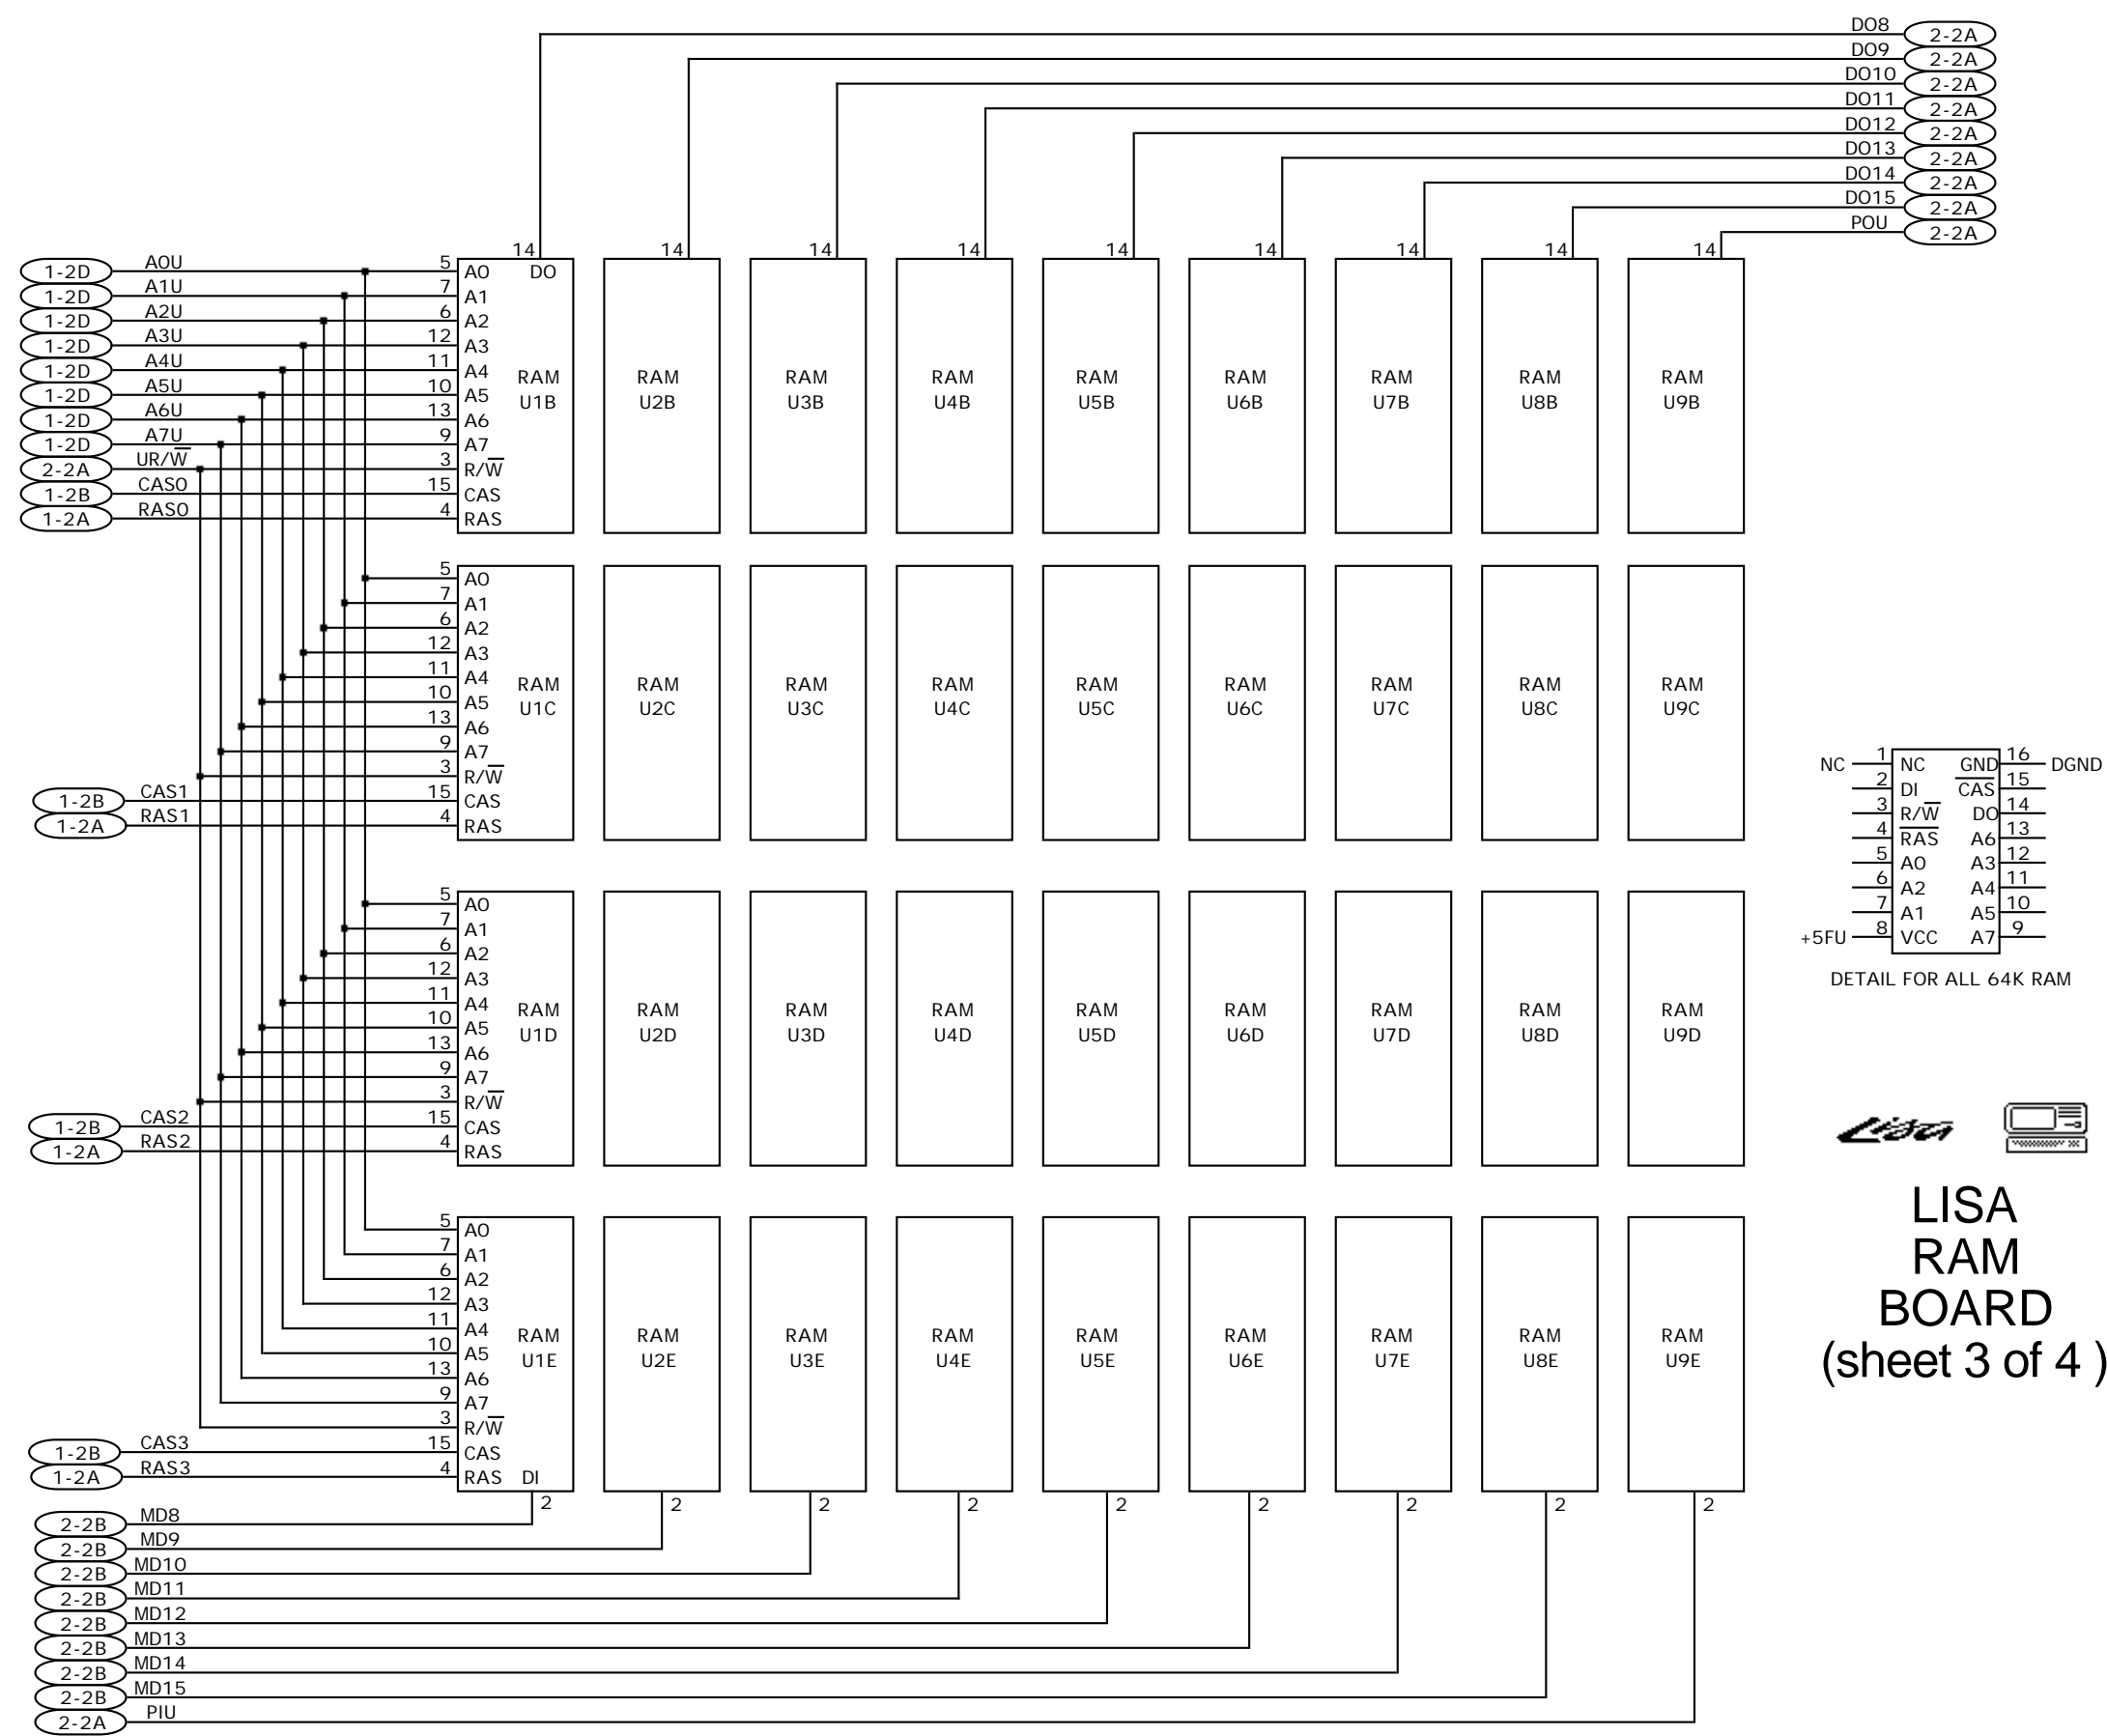 DO8 2-2A
DO9 2-2A
DO10 2-2A
DO11 2-2A
DO12 2-2A
DO13 2-2A
DO14 2-2A
DO15 2-2A
POU 2-2A
14 14 14 14 14 14 14 14 14
1-2D A0U 5 A0 DO
1-2D A1U 7 A1
1-2D A2U 6 A2
1-2D A3U 12 A3
1-2D A4U 11 A4
1-2D A5U 10 A5
1-2D A6U 13 A6
1-2D A7U 9 A7
2-2A UR/W̅ 3 R/W̅
1-2B CAS0 15 CAS
1-2A RAS0 4 RAS
RAM RAM RAM RAM RAM RAM RAM RAM RAM
U1B U2B U3B U4B U5B U6B U7B U8B U9B
5 A0
7 A1
6 A2
12 A3
11 A4
10 A5
13 A6
9 A7
3 R/W̅
1-2B CAS1 15 CAS
1-2A RAS1 4 RAS
RAM RAM RAM RAM RAM RAM RAM RAM RAM
U1C U2C U3C U4C U5C U6C U7C U8C U9C
NC 1 NC GND 16 DGND
2 DI C̅A̅S̅ 15
3 R/W̅ DO 14
4 R̅A̅S̅ A6 13
5 A0 A3 12
6 A2 A4 11
7 A1 A5 10
+5FU 8 VCC A7 9
DETAIL FOR ALL 64K RAM
5 A0
7 A1
6 A2
12 A3
11 A4
10 A5
13 A6
9 A7
3 R/W̅
1-2B CAS2 15 CAS
1-2A RAS2 4 RAS
RAM RAM RAM RAM RAM RAM RAM RAM RAM
U1D U2D U3D U4D U5D U6D U7D U8D U9D
Lisa
LISA
RAM
BOARD
(sheet 3 of 4 )
5 A0
7 A1
6 A2
12 A3
11 A4
10 A5
13 A6
9 A7
3 R/W̅
1-2B CAS3 15 CAS
1-2A RAS3 4 RAS DI
RAM RAM RAM RAM RAM RAM RAM RAM RAM
U1E U2E U3E U4E U5E U6E U7E U8E U9E
2 2 2 2 2 2 2 2 2
2-2B MD8
2-2B MD9
2-2B MD10
2-2B MD11
2-2B MD12
2-2B MD13
2-2B MD14
2-2B MD15
2-2A PIU